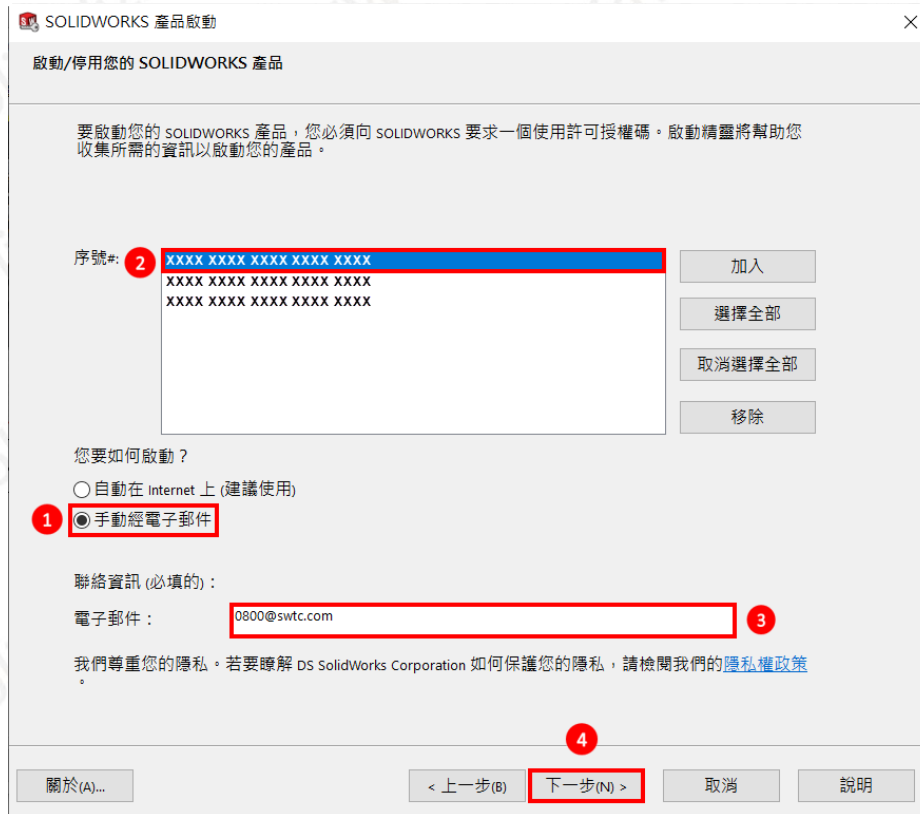 SOLIDWORKS 產品啟動
啟動/停用您的 SOLIDWORKS 產品
要啟動您的 SOLIDWORKS 產品，您必須向 SOLIDWORKS 要求一個使用許可授權碼。啟動精靈將幫助您
收集所需的資訊以啟動您的產品。
序號#:
2
XXXX XXXX XXXX XXXX XXXX
XXXX XXXX XXXX XXXX XXXX
XXXX XXXX XXXX XXXX XXXX
加入
選擇全部
取消選擇全部
移除
您要如何啟動？
自動在 Internet 上 (建議使用)
1
手動經電子郵件
聯絡資訊 (必填的)：
電子郵件：
0800@swtc.com
3
我們尊重您的隱私。若要瞭解 DS SolidWorks Corporation 如何保護您的隱私，請檢閱我們的隱私權政策
。
4
關於(A)...
< 上一步(B)
下一步(N) >
取消
說明